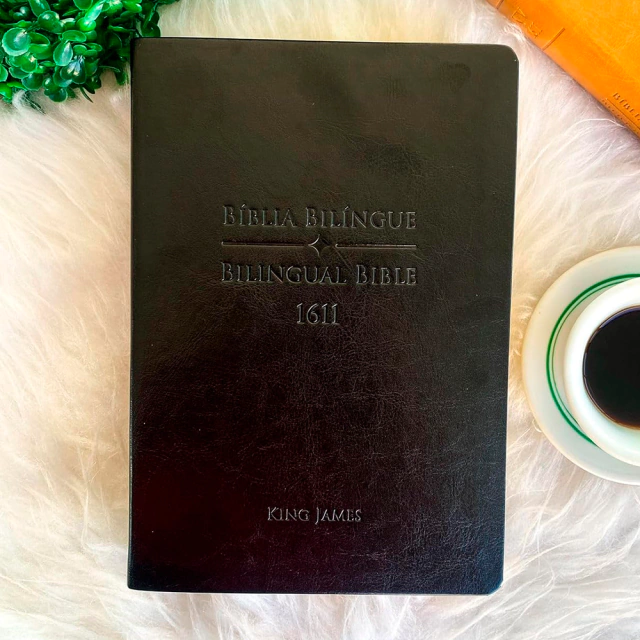 BÍBLIA BILÍNGUE
BILINGUAL BIBLE
1611
KING JAMES